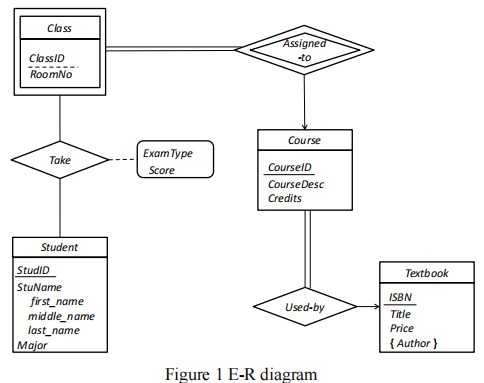 Class
ClassID
RoomNo
Assigned
-to
Course
CourseID
CourseDesc
Credits
Take
ExamType
Score
Student
StudID
StuName
first_name
middle_name
last_name
Major
Used-by
Textbook
ISBN
Title
Price
{ Author }
Figure 1 E-R diagram